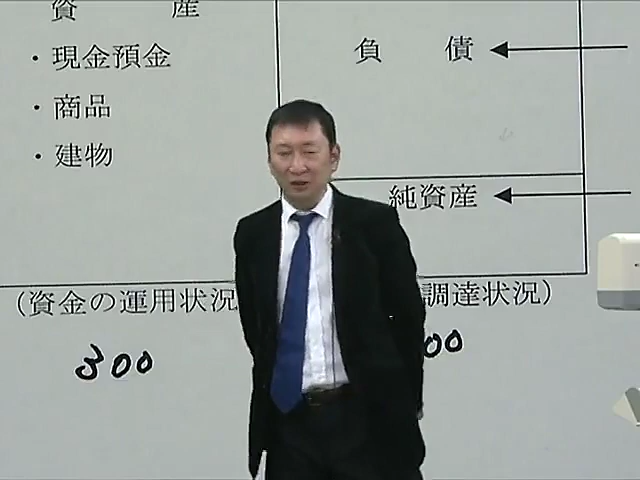 資 産
・現金預金
・商品
・建物
負 債
純資産
（資金の運用状況
調達状況）
300
00